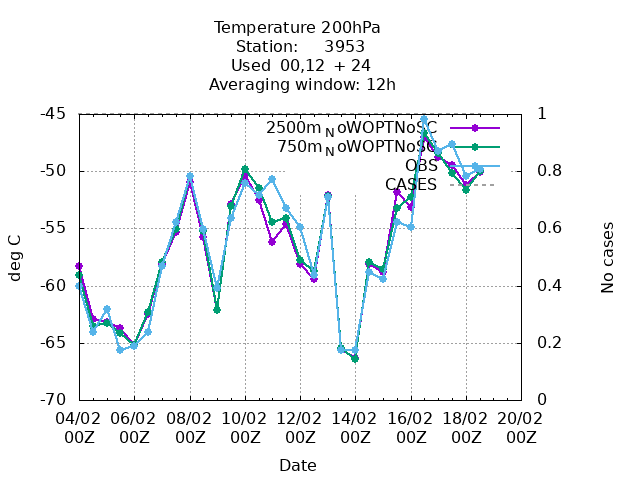 Temperature 200hPa
Station: 3953
Used 00,12 + 24
Averaging window: 12h
-45
-50
-55
-60
-65
-70
deg C
1
0.8
0.6
0.4
0.2
0
No cases
2500m NoWOPTNoSC
750m NoWOPTNoSC
OBS
CASES
04/02 06/02 08/02 10/02 12/02 14/02 16/02 18/02 20/02
00Z 00Z 00Z 00Z 00Z 00Z 00Z 00Z 00Z
Date